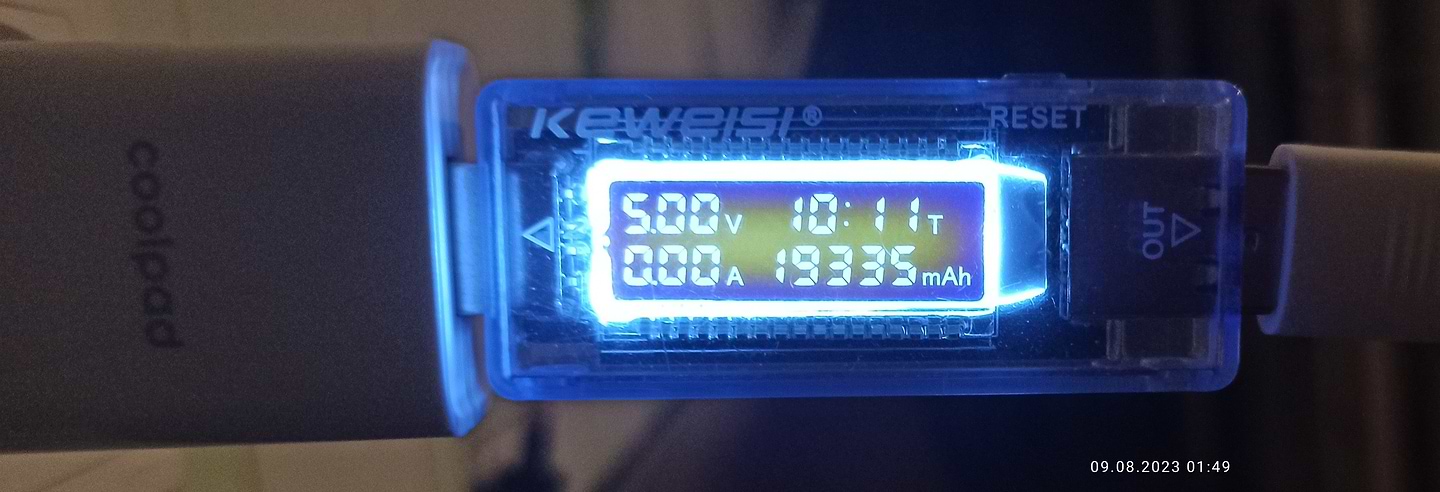 coolpad
KEWEISI®
RESET
5.00V 10:11T
0.00A 19335mAh
OUT
09.08.2023 01:49